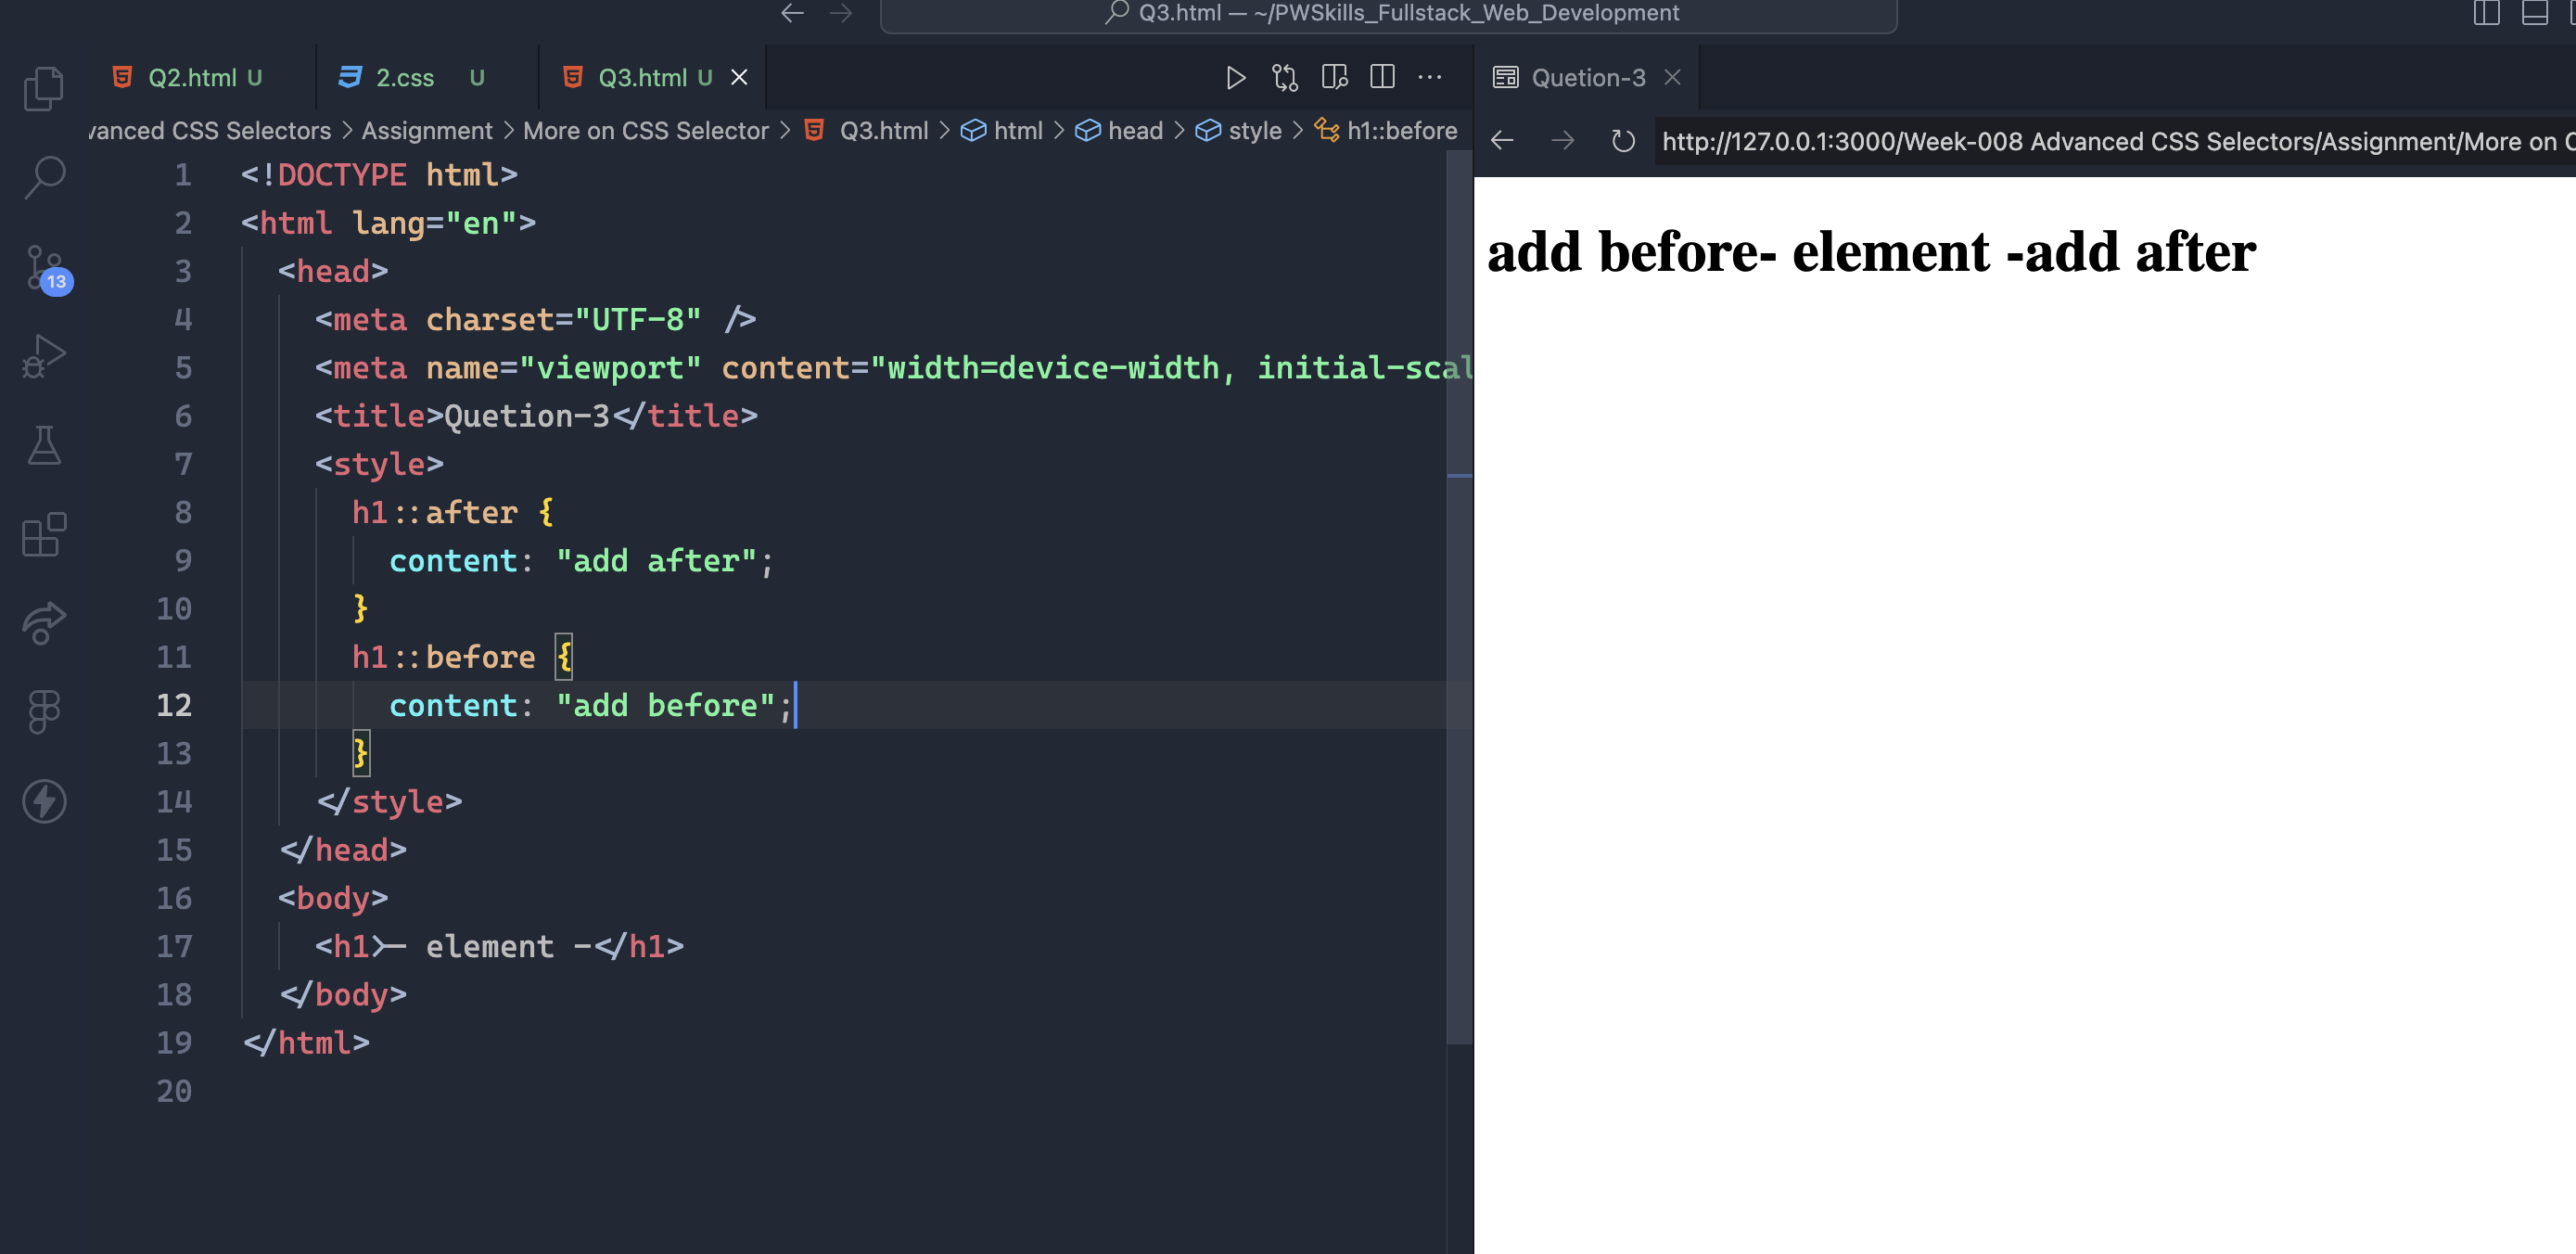 Q3.html — ~/PWSkills_Fullstack_Web_Development
Q2.html U
2.css U
Q3.html U
Quetion-3
vanced CSS Selectors > Assignment > More on CSS Selector > Q3.html > html > head > style > h1::before
http://127.0.0.1:3000/Week-008 Advanced CSS Selectors/Assignment/More on C
13
1 <!DOCTYPE html>
2 <html lang="en">
3 <head>
4 <meta charset="UTF-8" />
5 <meta name="viewport" content="width=device-width, initial-scal
6 <title>Quetion-3</title>
7 <style>
8 h1::after {
9 content: "add after";
10 }
11 h1::before {
12 content: "add before";
13 }
14 </style>
15 </head>
16 <body>
17 <h1>- element -</h1>
18 </body>
19 </html>
20
add before- element -add after